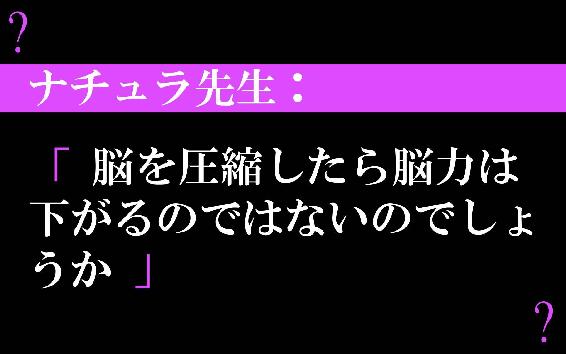 ?
ナチュラ先生：
「 脳を圧縮したら脳力は
下がるのではないのでしょ
うか 」
?